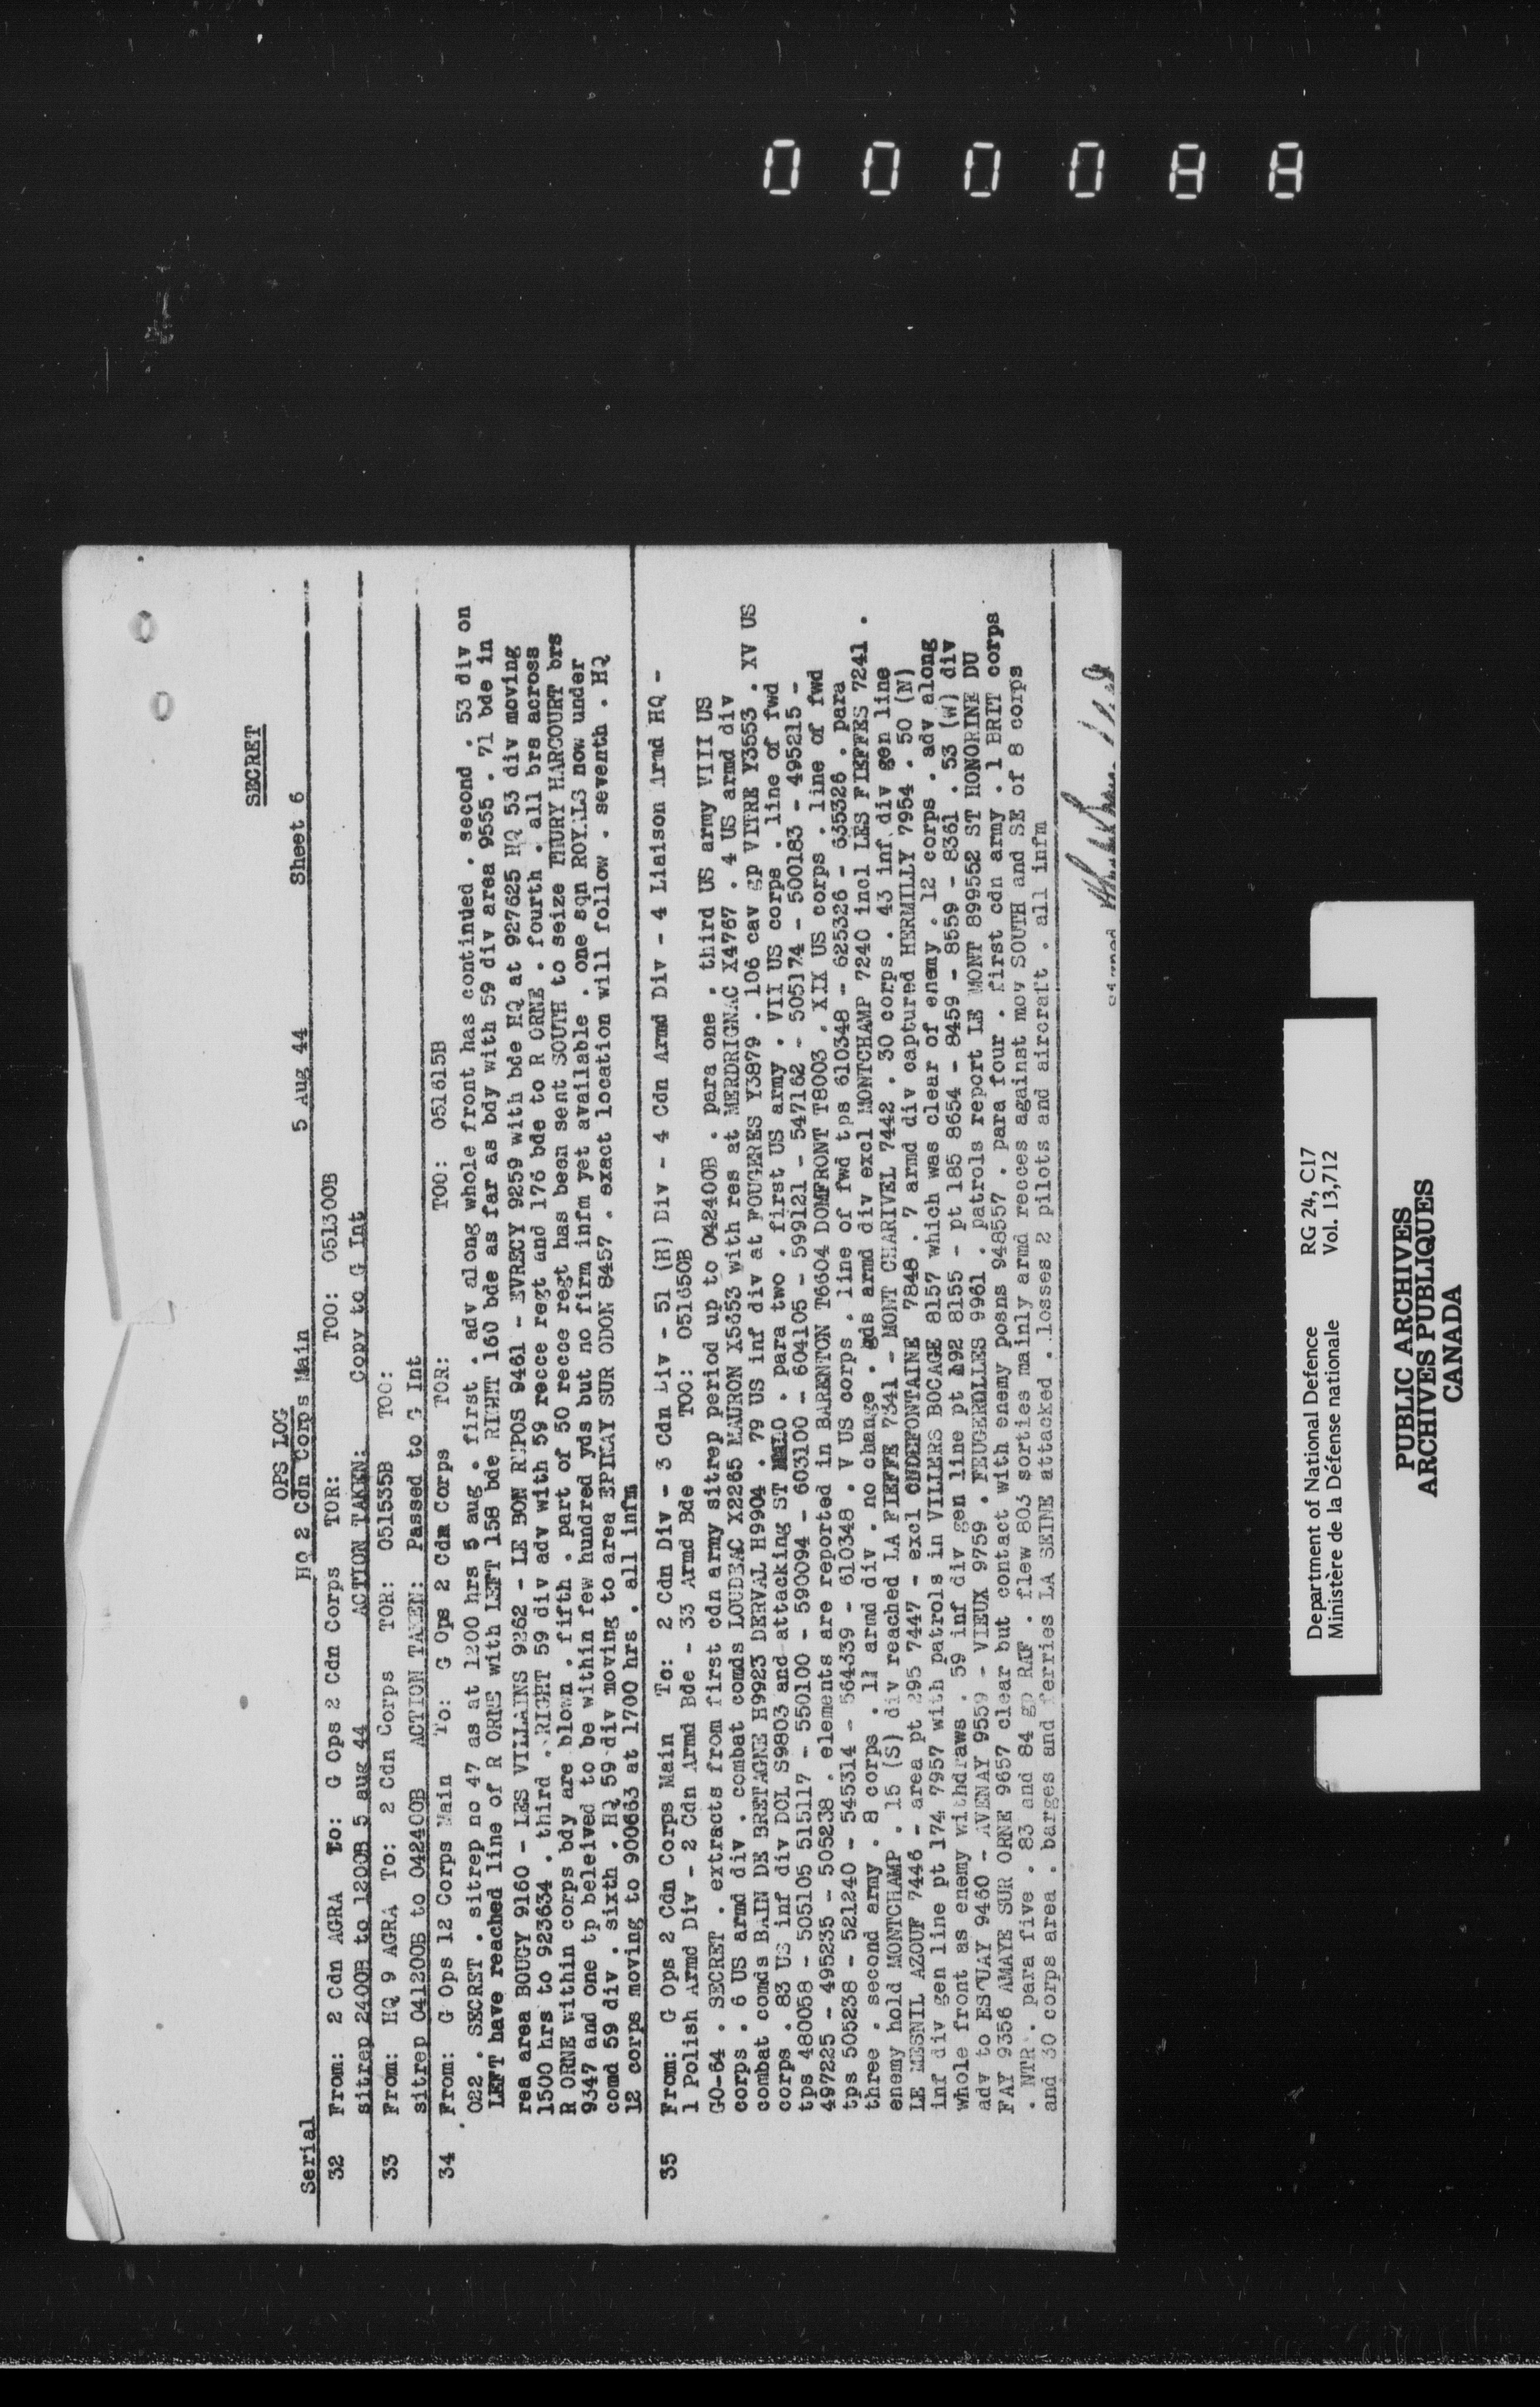 000088
SECRET
OPS LOG
HQ 2 Cdn Corps Main 5 Aug 44 Sheet 6
Serial
32 From: 2 Cdn AGRA To: G Ops 2 Cdn Corps TOR: TOO: 051300B
sitrep 2400B to 1200B 5 aug 44 ACTION TAKEN: Copy to G Int
33 From: HQ 9 AGRA To: 2 Cdn Corps TOR: 051535B TOO:
sitrep 041200B to 042400B ACTION TAKEN: Passed to G Int
34 From: G Ops 12 Corps Main To: G Ops 2 Cdn Corps TOR: TOO: 051615B
022 . SECRET . sitrep no 47 as at 1200 hrs 5 aug . first . adv along whole front has continued . second . 53 div on
LEFT have reached line of R ORNE with LEFT 158 bde RIGHT 160 bde as far as bdy with 59 div area 9555 . 71 bde in
rea area BOUGY 9160 - LES VILLAINS 9262 - LE BON REPOS 9461 - EVRECY 9259 with bde HQ at 927625 HQ 53 div moving
1500 hrs to 923634 . third . RIGHT 59 div adv with 59 recce regt and 176 bde to R ORNE . fourth . all brs across
R ORNE within corps bdy are blown . fifth . part of 50 recce regt has been sent SOUTH to seize THURY HARCOURT brs
9347 and one tp beleived to be within few hundred yds but no firm infm yet available . one sqn ROYALS now under
comd 59 div . sixth . HQ 59 div moving to area EPINAY SUR ODON 8457 . exact location will follow . seventh . HQ
12 corps moving to 900663 at 1700 hrs . all infm
35 From: G Ops 2 Cdn Corps Main To: 2 Cdn Div - 3 Cdn Div - 51 (H) Div - 4 Cdn Armd Div - 4 Liaison Armd HQ -
1 Polish Armd Div - 2 Cdn Armd Bde - 33 Armd Bde TOO: 051650B
GO-64 . SECRET . extracts from first cdn army sitrep period up to 042400B . para one . third US army VIII US
corps . 6 US armd div . combat comds LOUDEAC X2265 MAURON X5353 with res at MERDRIGNAC X4767 . 4 US armd div
combat comds BAIN DE BRETAGNE H9923 DERVAL H9904 . 79 US inf div at FOUGERES Y3879 . 106 cav gp VITRE Y3553 . XV US
corps . 83 US inf div DOL S9803 and attacking ST MALO . para two . first US army . VII US corps . line of fwd
tps 480058 - 505105 515117 - 550100 - 590094 - 603100 - 604105 - 599121 - 547162 - 505174 - 500183 - 495215 -
497225 - 495235 - 505238 . elements are reported in BARENTON T6604 DOMFRONT T8003 . XIX US corps . line of fwd
tps 505238 - 521240 - 545314 - 564339 - 610348 . V US corps . line of fwd tps 610348 - 625326 - 635326 . para
three . second army . 8 corps . 11 armd div . no change . gds armd div excl MONTCHAMP 7240 incl LES FIEFFES 7241 .
enemy hold MONTCHAMP . 15 (S) div reached LA FIEFFE 7341 - MONT CHARIVEL 7442 . 30 corps . 43 inf div gen line
LE MESNIL AZOUF 7446 - area pt 295 7447 - excl ONDEFONTAINE 7848 . 7 armd div captured HERMILLY 7954 . 50 (N)
inf div gen line pt 174 7957 with patrols in VILLERS BOCAGE 8157 which was clear of enemy . 12 corps . adv along
whole front as enemy withdraws . 59 inf div gen line pt 192 8155 - pt 185 8654 - 8459 - 8559 - 8361 . 53 (W) div
adv to ESQUAY 9460 - AVENAY 9559 - VIEUX 9759 . FEUGEROLLES 9961 . patrols report LE MONT 899552 ST HONORINE DU
FAY 9356 AMAYE SUR ORNE 9657 clear but contact with enemy posns 948557 . para four . first cdn army . 1 BRIT corps
. NTR . para five . 83 and 84 gp RAF . flew 803 sorties mainly armd recces against mov SOUTH and SE of 8 corps
and 30 corps area . barges and ferries LA SEINE attacked . losses 2 pilots and aircraft . all infm
Department of National Defence RG 24, C17
Ministère de la Défense nationale Vol. 13,712
PUBLIC ARCHIVES
ARCHIVES PUBLIQUES
CANADA